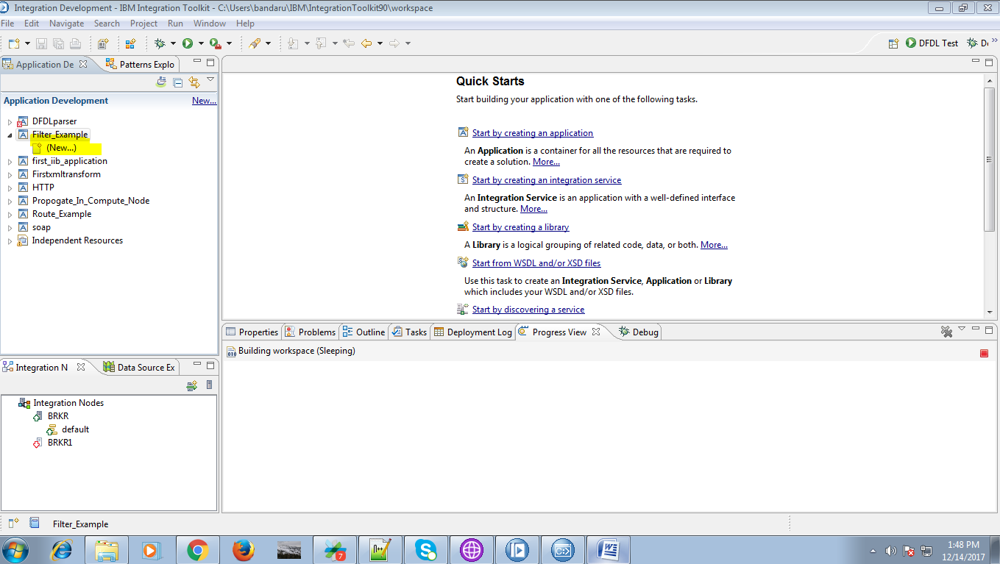 Integration Development - IBM Integration Toolkit - C:\Users\bandaru\IBM\IntegrationToolkit90\workspace
File Edit Navigate Search Project Run Window Help
DFDL Test
Application De
Patterns Explo
Application Development New...
DFDLparser
Filter_Example
(New...)
first_iib_application
Firstxmltransform
HTTP
Propogate_In_Compute_Node
Route_Example
soap
Independent Resources
Quick Starts
Start building your application with one of the following tasks.
Start by creating an application
An Application is a container for all the resources that are required to
create a solution. More...
Start by creating an integration service
An Integration Service is an application with a well-defined interface
and structure. More...
Start by creating a library
A Library is a logical grouping of related code, data, or both. More...
Start from WSDL and/or XSD files
Use this task to create an Integration Service, Application or Library
which includes your WSDL and/or XSD files.
Start by discovering a service
Properties Problems Outline Tasks Deployment Log Progress View Debug
Building workspace (Sleeping)
Integration N
Data Source Ex
Integration Nodes
BRKR
default
BRKR1
Filter_Example
1:48 PM
12/14/2017